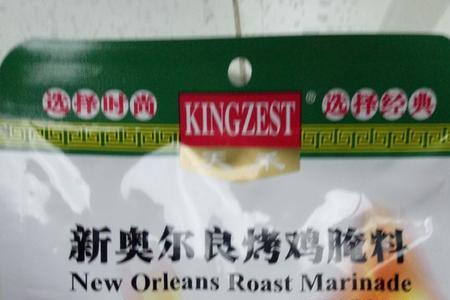 选择时尚 KINGZEST ® 选择经典
新奥尔良烤鸡腌料
New Orleans Roast Marinade